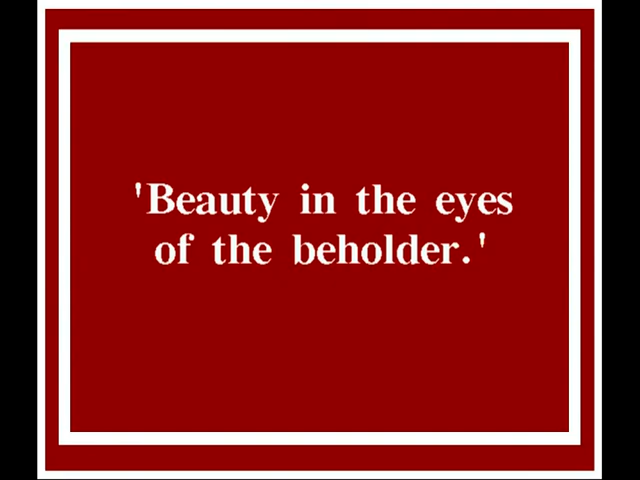 'Beauty in the eyes
of the beholder.'